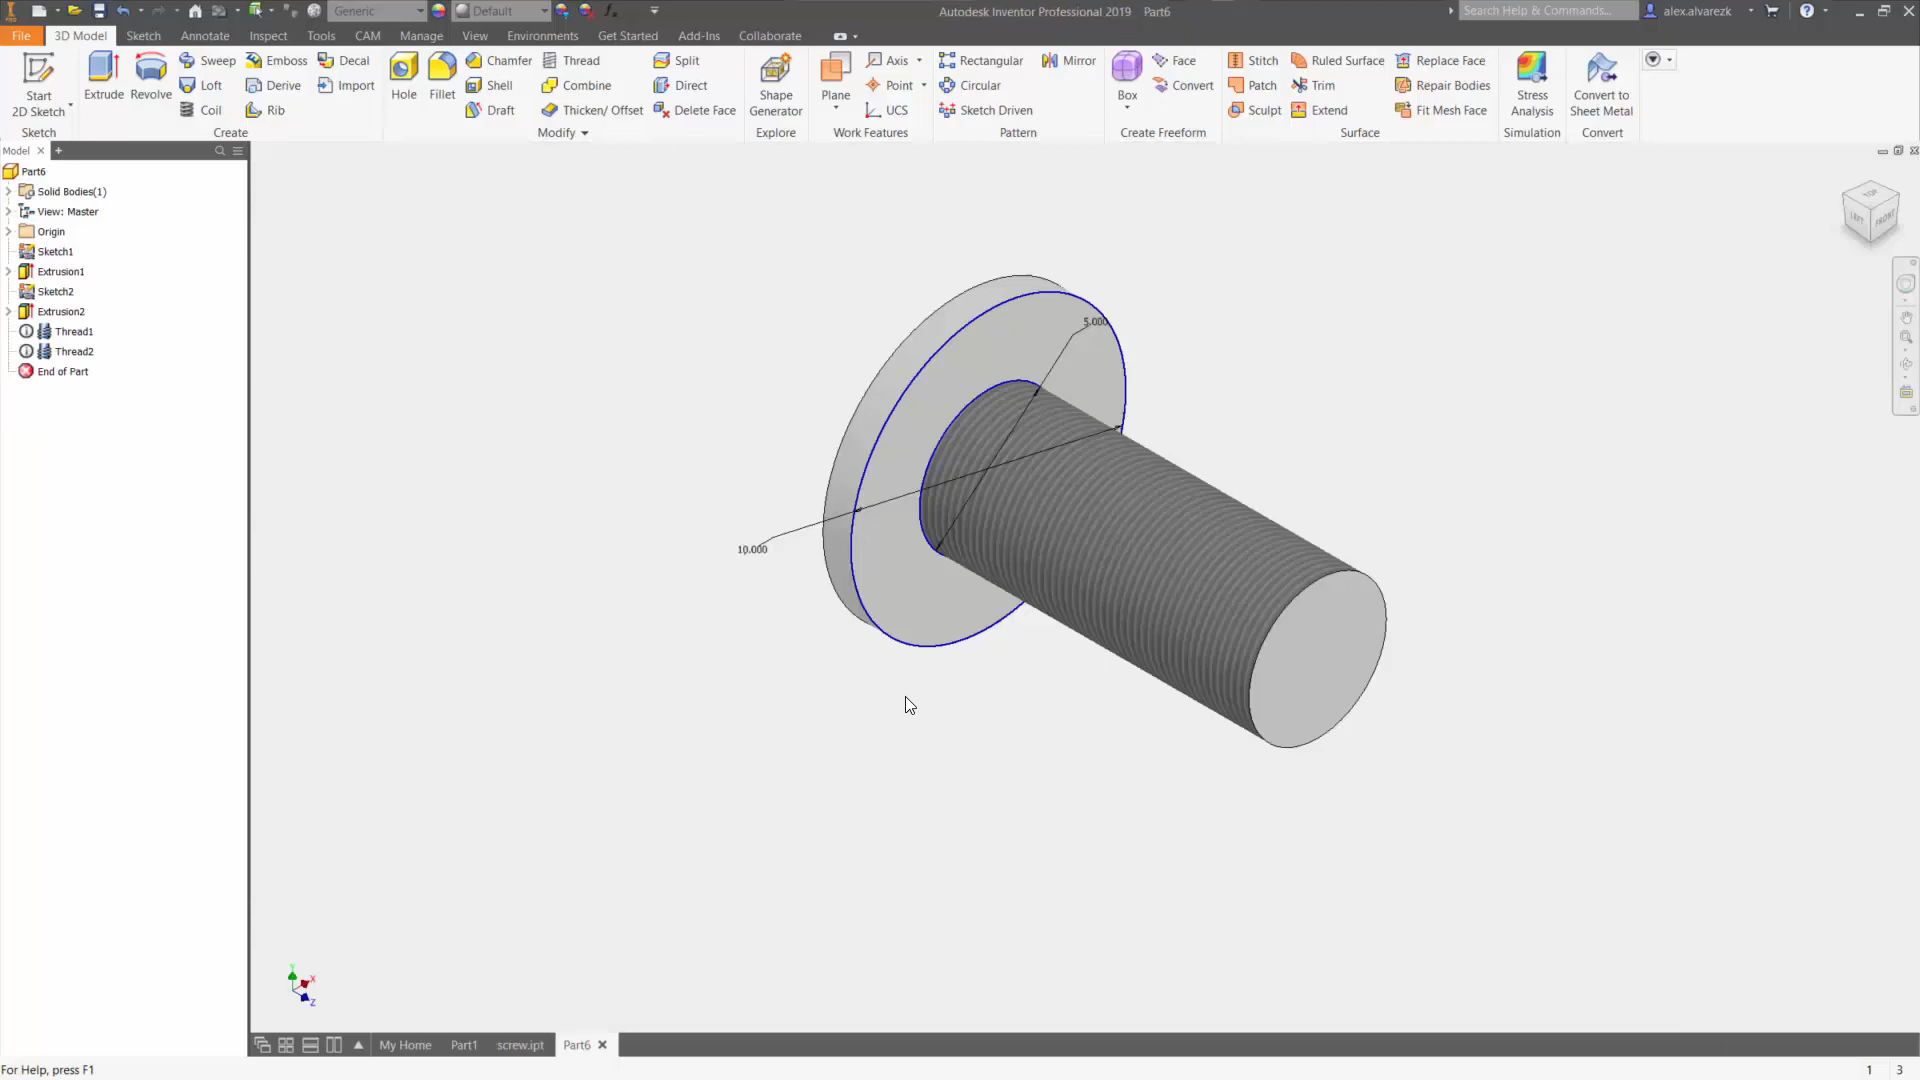 Generic
Default
Autodesk Inventor Professional 2019 Part6
Search Help & Commands...
alex.alvarezk
File 3D Model Sketch Annotate Inspect Tools CAM Manage View Environments Get Started Add-Ins Collaborate
Start
2D Sketch
Sketch
Extrude
Revolve
Sweep
Emboss
Decal
Loft
Derive
Import
Coil
Rib
Create
Hole
Fillet
Chamfer
Thread
Split
Shell
Combine
Direct
Draft
Thicken/ Offset
Delete Face
Modify
Shape
Generator
Explore
Plane
Axis
Point
UCS
Work Features
Rectangular
Mirror
Circular
Sketch Driven
Pattern
Box
Face
Convert
Create Freeform
Stitch
Ruled Surface
Replace Face
Patch
Trim
Repair Bodies
Sculpt
Extend
Fit Mesh Face
Surface
Stress
Analysis
Simulation
Convert to
Sheet Metal
Convert
Model
Part6
Solid Bodies(1)
View: Master
Origin
Sketch1
Extrusion1
Sketch2
Extrusion2
Thread1
Thread2
End of Part
TOP
LEFT
FRONT
5.000
10.000
Y
X
Z
My Home Part1 screw.ipt Part6
For Help, press F1
1 3